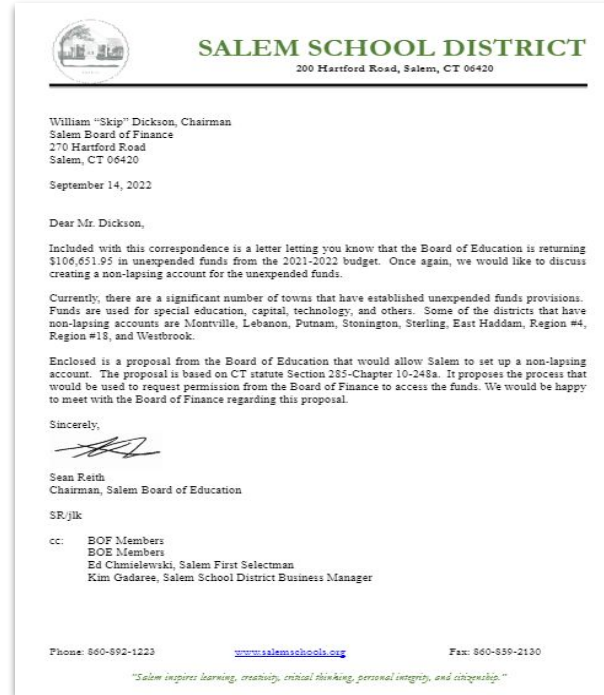 SALEM SCHOOL DISTRICT
200 Hartford Road, Salem, CT 06420
William “Skip” Dickson, Chairman
Salem Board of Finance
270 Hartford Road
Salem, CT 06420
September 14, 2022
Dear Mr. Dickson,
Included with this correspondence is a letter letting you know that the Board of Education is returning
$106,651.95 in unexpended funds from the 2021-2022 budget. Once again, we would like to discuss
creating a non-lapsing account for the unexpended funds.
Currently, there are a significant number of towns that have established unexpended funds provisions.
Funds are used for special education, capital, technology, and others. Some of the districts that have
non-lapsing accounts are Montville, Lebanon, Putnam, Stonington, Sterling, East Haddam, Region #4,
Region #18, and Westbrook.
Enclosed is a proposal from the Board of Education that would allow Salem to set up a non-lapsing
account. The proposal is based on CT statute Section 285-Chapter 10-248a. It proposes the process that
would be used to request permission from the Board of Finance to access the funds. We would be happy
to meet with the Board of Finance regarding this proposal.
Sincerely,
Sean Reith
Chairman, Salem Board of Education
SR/jlk
cc: BOF Members
BOE Members
Ed Chmielewski, Salem First Selectman
Kim Gadaree, Salem School District Business Manager
Phone: 860-892-1223 www.salemschools.org Fax: 860-859-2130
"Salem inspires learning, creativity, critical thinking, personal integrity, and citizenship."